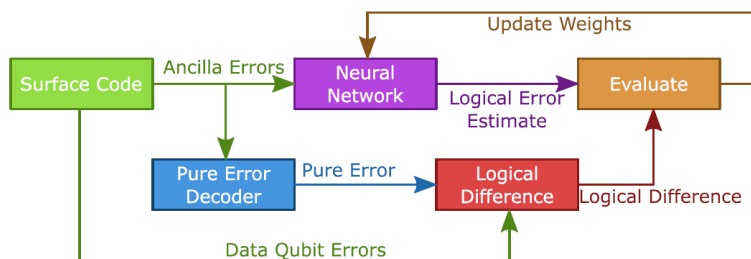 Update Weights
Ancilla Errors
Surface Code
Neural
Network
Logical Error
Estimate
Evaluate
Pure Error
Decoder
Pure Error
Logical
Difference
Logical Difference
Data Qubit Errors